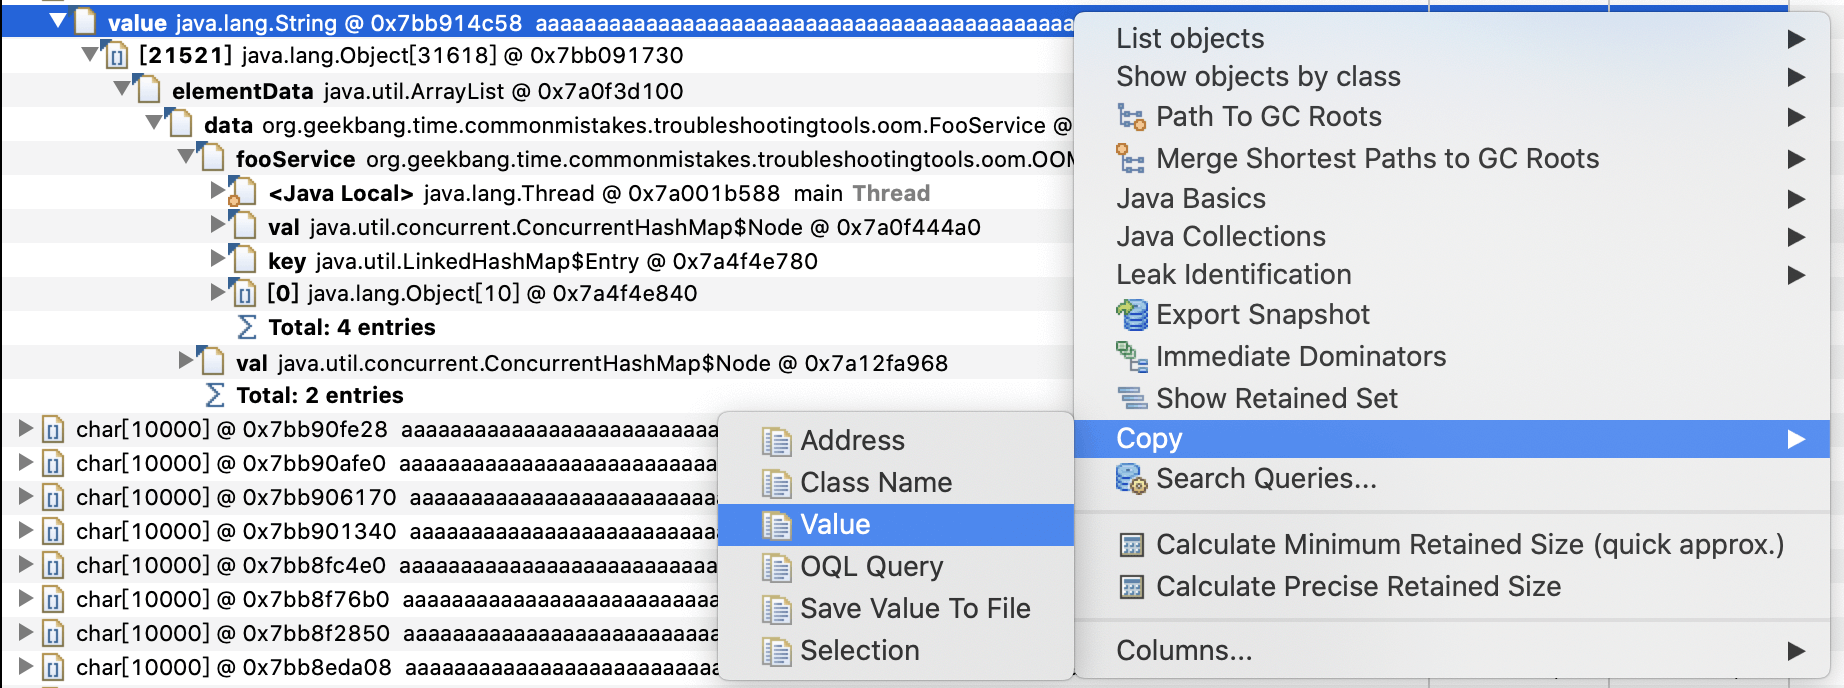 value java.lang.String @ 0x7bb914c58 aaaaaaaaaaaaaaaaaaaaaaaaaaaaaaaaaaaaaaaaaaaa
[21521] java.lang.Object[31618] @ 0x7bb091730
elementData java.util.ArrayList @ 0x7a0f3d100
data org.geekbang.time.commonmistakes.troubleshootingtools.oom.FooService @
fooService org.geekbang.time.commonmistakes.troubleshootingtools.oom.OOM
<Java Local> java.lang.Thread @ 0x7a001b588 main Thread
val java.util.concurrent.ConcurrentHashMap$Node @ 0x7a0f444a0
key java.util.LinkedHashMap$Entry @ 0x7a4f4e780
[0] java.lang.Object[10] @ 0x7a4f4e840
Total: 4 entries
val java.util.concurrent.ConcurrentHashMap$Node @ 0x7a12fa968
Total: 2 entries
char[10000] @ 0x7bb90fe28 aaaaaaaaaaaaaaaaaaaaaaaaaa
char[10000] @ 0x7bb90afe0 aaaaaaaaaaaaaaaaaaaaaaaaaa
char[10000] @ 0x7bb906170 aaaaaaaaaaaaaaaaaaaaaaaaa
char[10000] @ 0x7bb901340 aaaaaaaaaaaaaaaaaaaaaaaaa
char[10000] @ 0x7bb8fc4e0 aaaaaaaaaaaaaaaaaaaaaaaaaa
char[10000] @ 0x7bb8f76b0 aaaaaaaaaaaaaaaaaaaaaaaaaa
char[10000] @ 0x7bb8f2850 aaaaaaaaaaaaaaaaaaaaaaaaaa
char[10000] @ 0x7bb8eda08 aaaaaaaaaaaaaaaaaaaaaaaaaa
List objects
Show objects by class
Path To GC Roots
Merge Shortest Paths to GC Roots
Java Basics
Java Collections
Leak Identification
Export Snapshot
Immediate Dominators
Show Retained Set
Copy
Search Queries...
Calculate Minimum Retained Size (quick approx.)
Calculate Precise Retained Size
Columns...
Address
Class Name
Value
OQL Query
Save Value To File
Selection